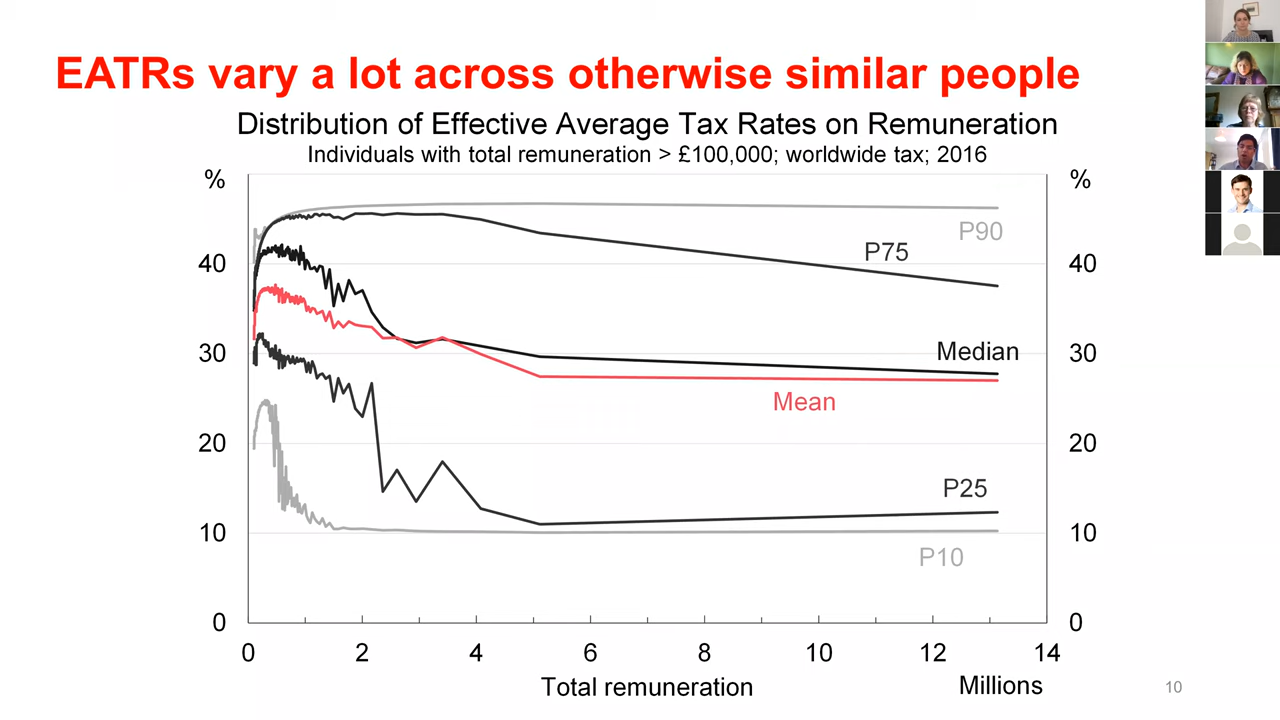 EATRs vary a lot across otherwise similar people
Distribution of Effective Average Tax Rates on Remuneration
Individuals with total remuneration > £100,000; worldwide tax; 2016
% %
P90
P75
40 40
30 Median 30
Mean
20 20
P25
10 10
P10
0 0
0 2 4 6 8 10 12 14
Total remuneration Millions
10